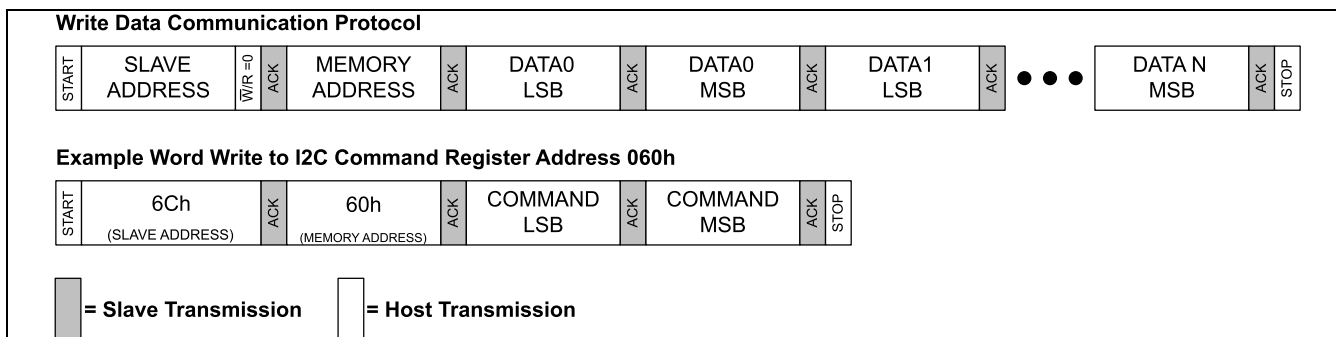 Write Data Communication Protocol
START
SLAVE
ADDRESS
W̅/R =0
ACK
MEMORY
ADDRESS
ACK
DATA0
LSB
ACK
DATA0
MSB
ACK
DATA1
LSB
ACK
● ● ●
DATA N
MSB
ACK
STOP
Example Word Write to I2C Command Register Address 060h
START
6Ch
(SLAVE ADDRESS)
ACK
60h
(MEMORY ADDRESS)
ACK
COMMAND
LSB
ACK
COMMAND
MSB
ACK
STOP
= Slave Transmission
= Host Transmission